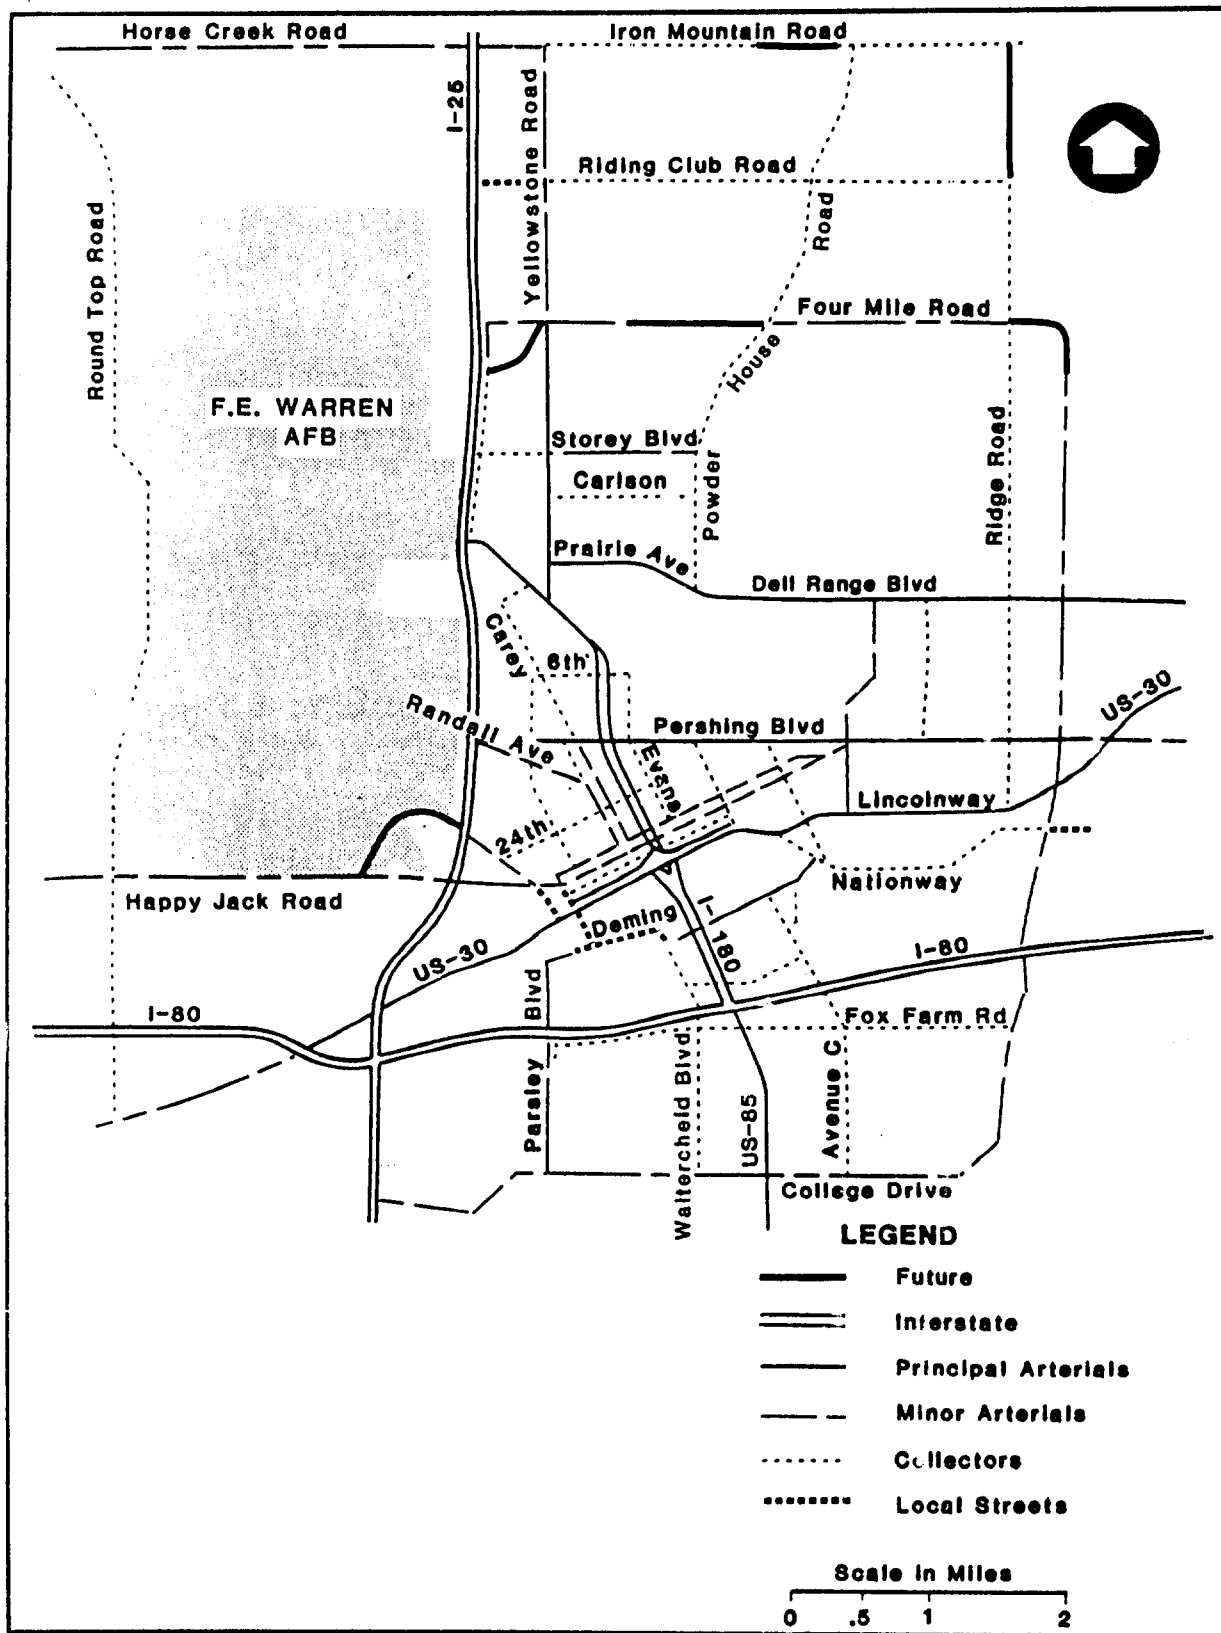 Horse Creek Road
Iron Mountain Road
I-25
Yellowstone Road
Riding Club Road
Round Top Road
Road
Four Mile Road
House
F.E. WARREN
AFB
Storey Blvd
Carlson
Powder
Ridge Road
Prairie Ave
Dell Range Blvd
Carey
6th
US-30
Randall Ave
Pershing Blvd
Evans
Lincolnway
24th
Nationway
Happy Jack Road
Deming
US-30
I-180
I-80
I-80
Parsley Blvd
Fox Farm Rd
Waltercheid Blvd
US-85
Avenue C
College Drive
LEGEND
Future
Interstate
Principal Arterials
Minor Arterials
Collectors
Local Streets
Scale in Miles
0 .5 1 2